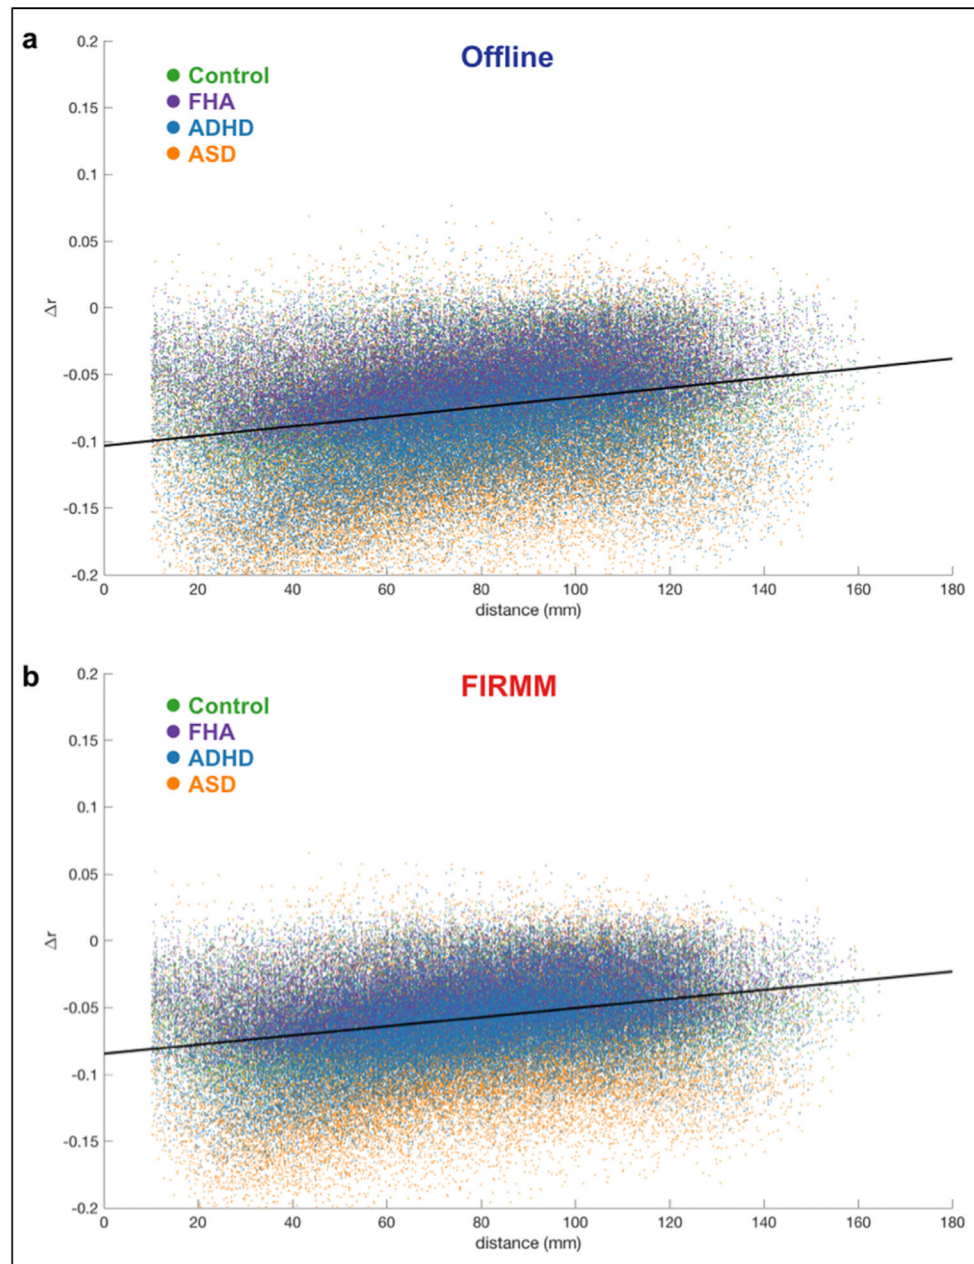 a
Offline
Control
FHA
ADHD
ASD
0.2
0.15
0.1
0.05
0
-0.05
-0.1
-0.15
-0.2
Δr
0 20 40 60 80 100 120 140 160 180
distance (mm)
b
FIRMM
Control
FHA
ADHD
ASD
0.2
0.15
0.1
0.05
0
-0.05
-0.1
-0.15
-0.2
Δr
0 20 40 60 80 100 120 140 160 180
distance (mm)